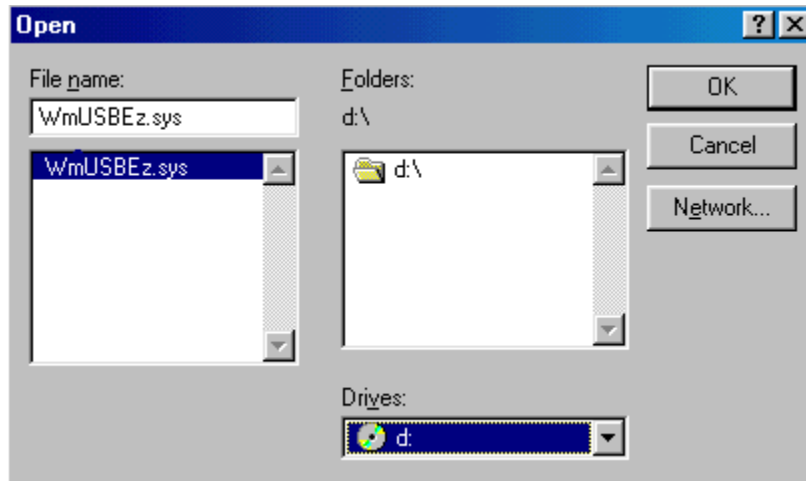 Open
File name:
WmUSBEz.sys
WmUSBEz.sys
Folders:
d:\
d:\
Drives:
d:
OK
Cancel
Network...